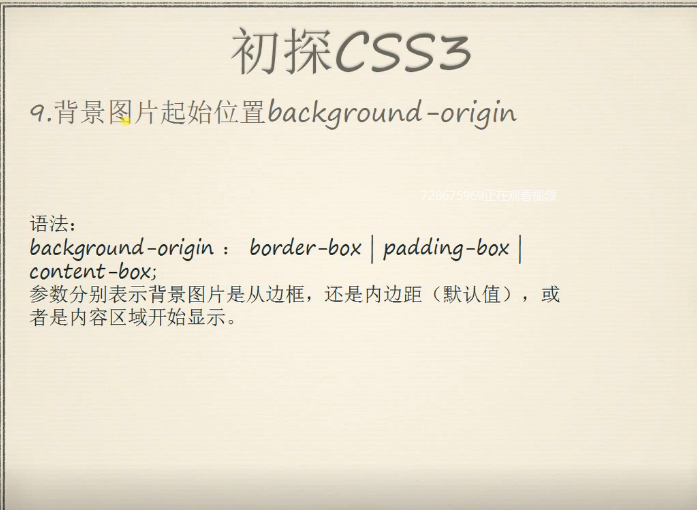 初探CSS3
9.背景图片起始位置background-origin
728675960正在观看视频
语法：
background-origin ： border-box | padding-box |
content-box;
参数分别表示背景图片是从边框，还是内边距（默认值），或
者是内容区域开始显示。